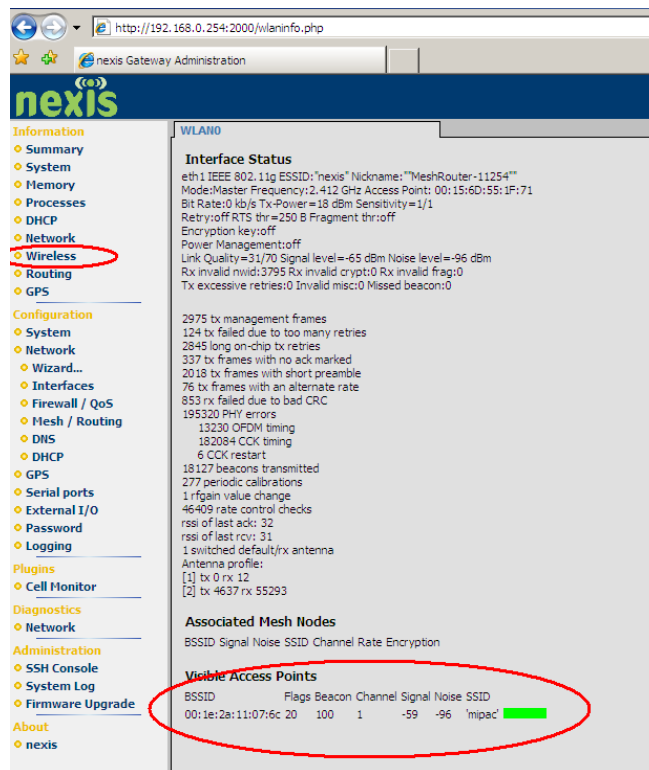 http://192.168.0.254:2000/wlaninfo.php
nexis Gateway Administration
nexis
Information
Summary
System
Memory
Processes
DHCP
Network
Wireless
Routing
GPS
Configuration
System
Network
Wizard...
Interfaces
Firewall / QoS
Mesh / Routing
DNS
DHCP
GPS
Serial ports
External I/O
Password
Logging
Plugins
Cell Monitor
Diagnostics
Network
Administration
SSH Console
System Log
Firmware Upgrade
About
nexis
WLAN0
Interface Status
eth1 IEEE 802.11g ESSID:"nexis" Nickname:""MeshRouter-11254""
Mode:Master Frequency:2.412 GHz Access Point: 00:15:6D:55:1F:71
Bit Rate:0 kb/s Tx-Power=18 dBm Sensitivity=1/1
Retry:off RTS thr=250 B Fragment thr:off
Encryption key:off
Power Management:off
Link Quality=31/70 Signal level=-65 dBm Noise level=-96 dBm
Rx invalid nwid:3795 Rx invalid crypt:0 Rx invalid frag:0
Tx excessive retries:0 Invalid misc:0 Missed beacon:0
2975 tx management frames
124 tx failed due to too many retries
2845 long on-chip tx retries
337 tx frames with no ack marked
2018 tx frames with short preamble
76 tx frames with an alternate rate
853 rx failed due to bad CRC
195320 PHY errors
13230 OFDM timing
182084 CCK timing
6 CCK restart
18127 beacons transmitted
277 periodic calibrations
1 rfgain value change
46409 rate control checks
rssi of last ack: 32
rssi of last rcv: 31
1 switched default/rx antenna
Antenna profile:
[1] tx 0 rx 12
[2] tx 4637 rx 55293
Associated Mesh Nodes
BSSID Signal Noise SSID Channel Rate Encryption
Visible Access Points
BSSID Flags Beacon Channel Signal Noise SSID
00:1e:2a:11:07:6c 20 100 1 -59 -96 'mipac'